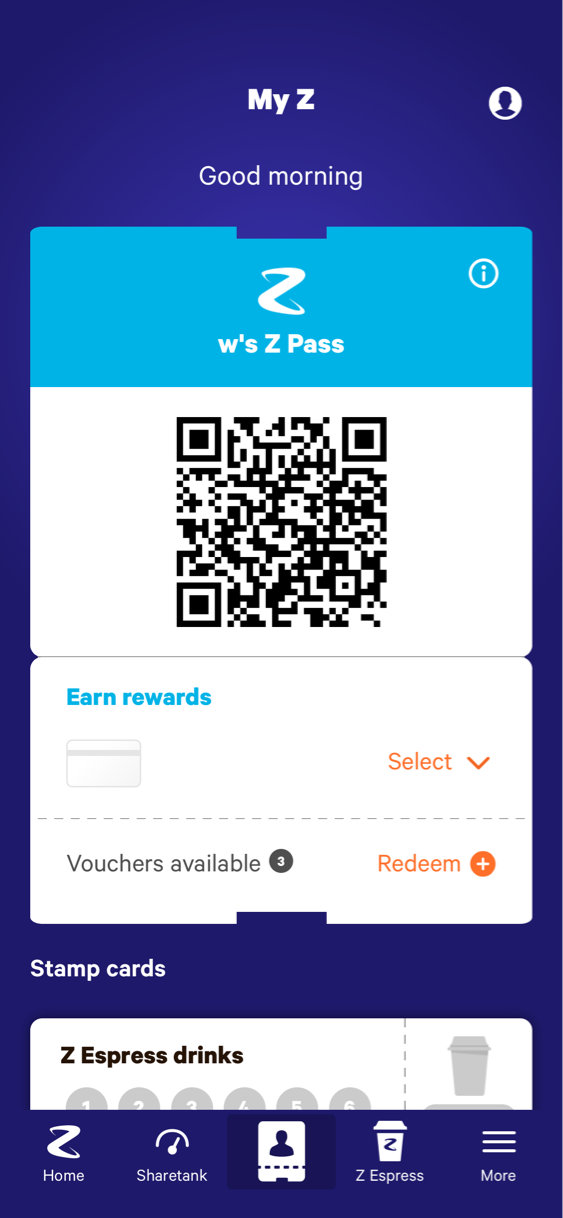 My Z
Good morning
w's Z Pass
Earn rewards
Select
Vouchers available 3
Redeem
Stamp cards
Z Espress drinks
1 2 3 4 5 6
Home
Sharetank
Z Espress
More